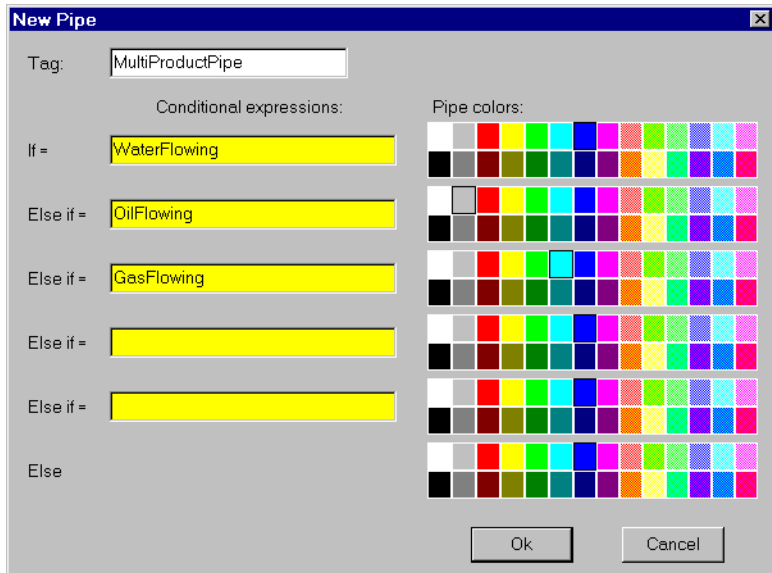 New Pipe
Tag: MultiProductPipe
Conditional expressions: Pipe colors:
If = WaterFlowing
Else if = OilFlowing
Else if = GasFlowing
Else if =
Else if =
Else
Ok Cancel